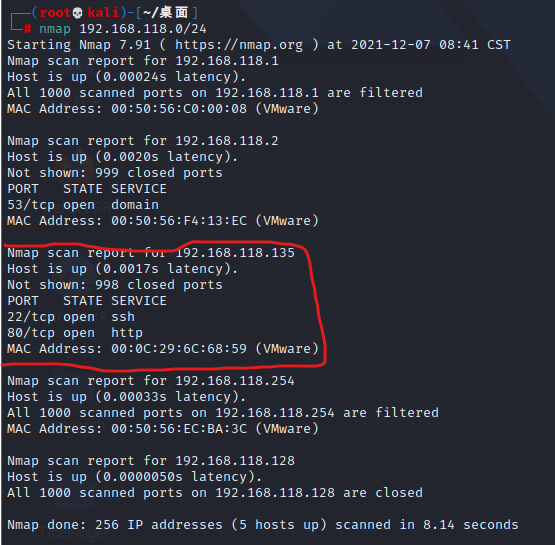 (root💀kali)-[~/桌面]
# nmap 192.168.118.0/24
Starting Nmap 7.91 ( https://nmap.org ) at 2021-12-07 08:41 CST
Nmap scan report for 192.168.118.1
Host is up (0.00024s latency).
All 1000 scanned ports on 192.168.118.1 are filtered
MAC Address: 00:50:56:C0:00:08 (VMware)

Nmap scan report for 192.168.118.2
Host is up (0.0020s latency).
Not shown: 999 closed ports
PORT   STATE SERVICE
53/tcp open  domain
MAC Address: 00:50:56:F4:13:EC (VMware)

Nmap scan report for 192.168.118.135
Host is up (0.0017s latency).
Not shown: 998 closed ports
PORT   STATE SERVICE
22/tcp open  ssh
80/tcp open  http
MAC Address: 00:0C:29:6C:68:59 (VMware)

Nmap scan report for 192.168.118.254
Host is up (0.00033s latency).
All 1000 scanned ports on 192.168.118.254 are filtered
MAC Address: 00:50:56:EC:BA:3C (VMware)

Nmap scan report for 192.168.118.128
Host is up (0.0000050s latency).
All 1000 scanned ports on 192.168.118.128 are closed

Nmap done: 256 IP addresses (5 hosts up) scanned in 8.14 seconds